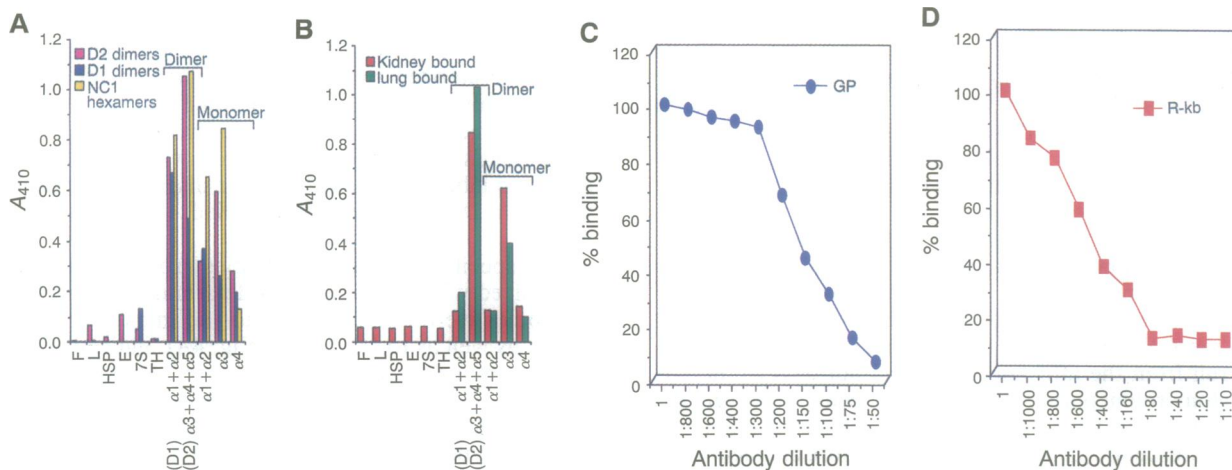 A
1.2
1.0
0.8
0.6
0.4
0.2
0.0
A410
D2 dimers
D1 dimers
NC1 hexamers
Dimer
Monomer
F
L
HSP
E
7S
TH
α1+α2
α3+α4+α5
α1+α2
α3
α4
(D1)
(D2)
B
1.2
1.0
0.8
0.6
0.4
0.2
0.0
A410
Kidney bound
lung bound
Dimer
Monomer
F
L
HSP
E
7S
TH
α1+α2
α3+α4+α5
α1+α2
α3
α4
(D1)
(D2)
C
120
100
80
60
40
20
0
% binding
GP
1
1:800
1:600
1:400
1:300
1:200
1:150
1:100
1:75
1:50
Antibody dilution
D
120
100
80
60
40
20
0
% binding
R-kb
1
1:1000
1:800
1:600
1:400
1:160
1:80
1:40
1:20
1:10
Antibody dilution